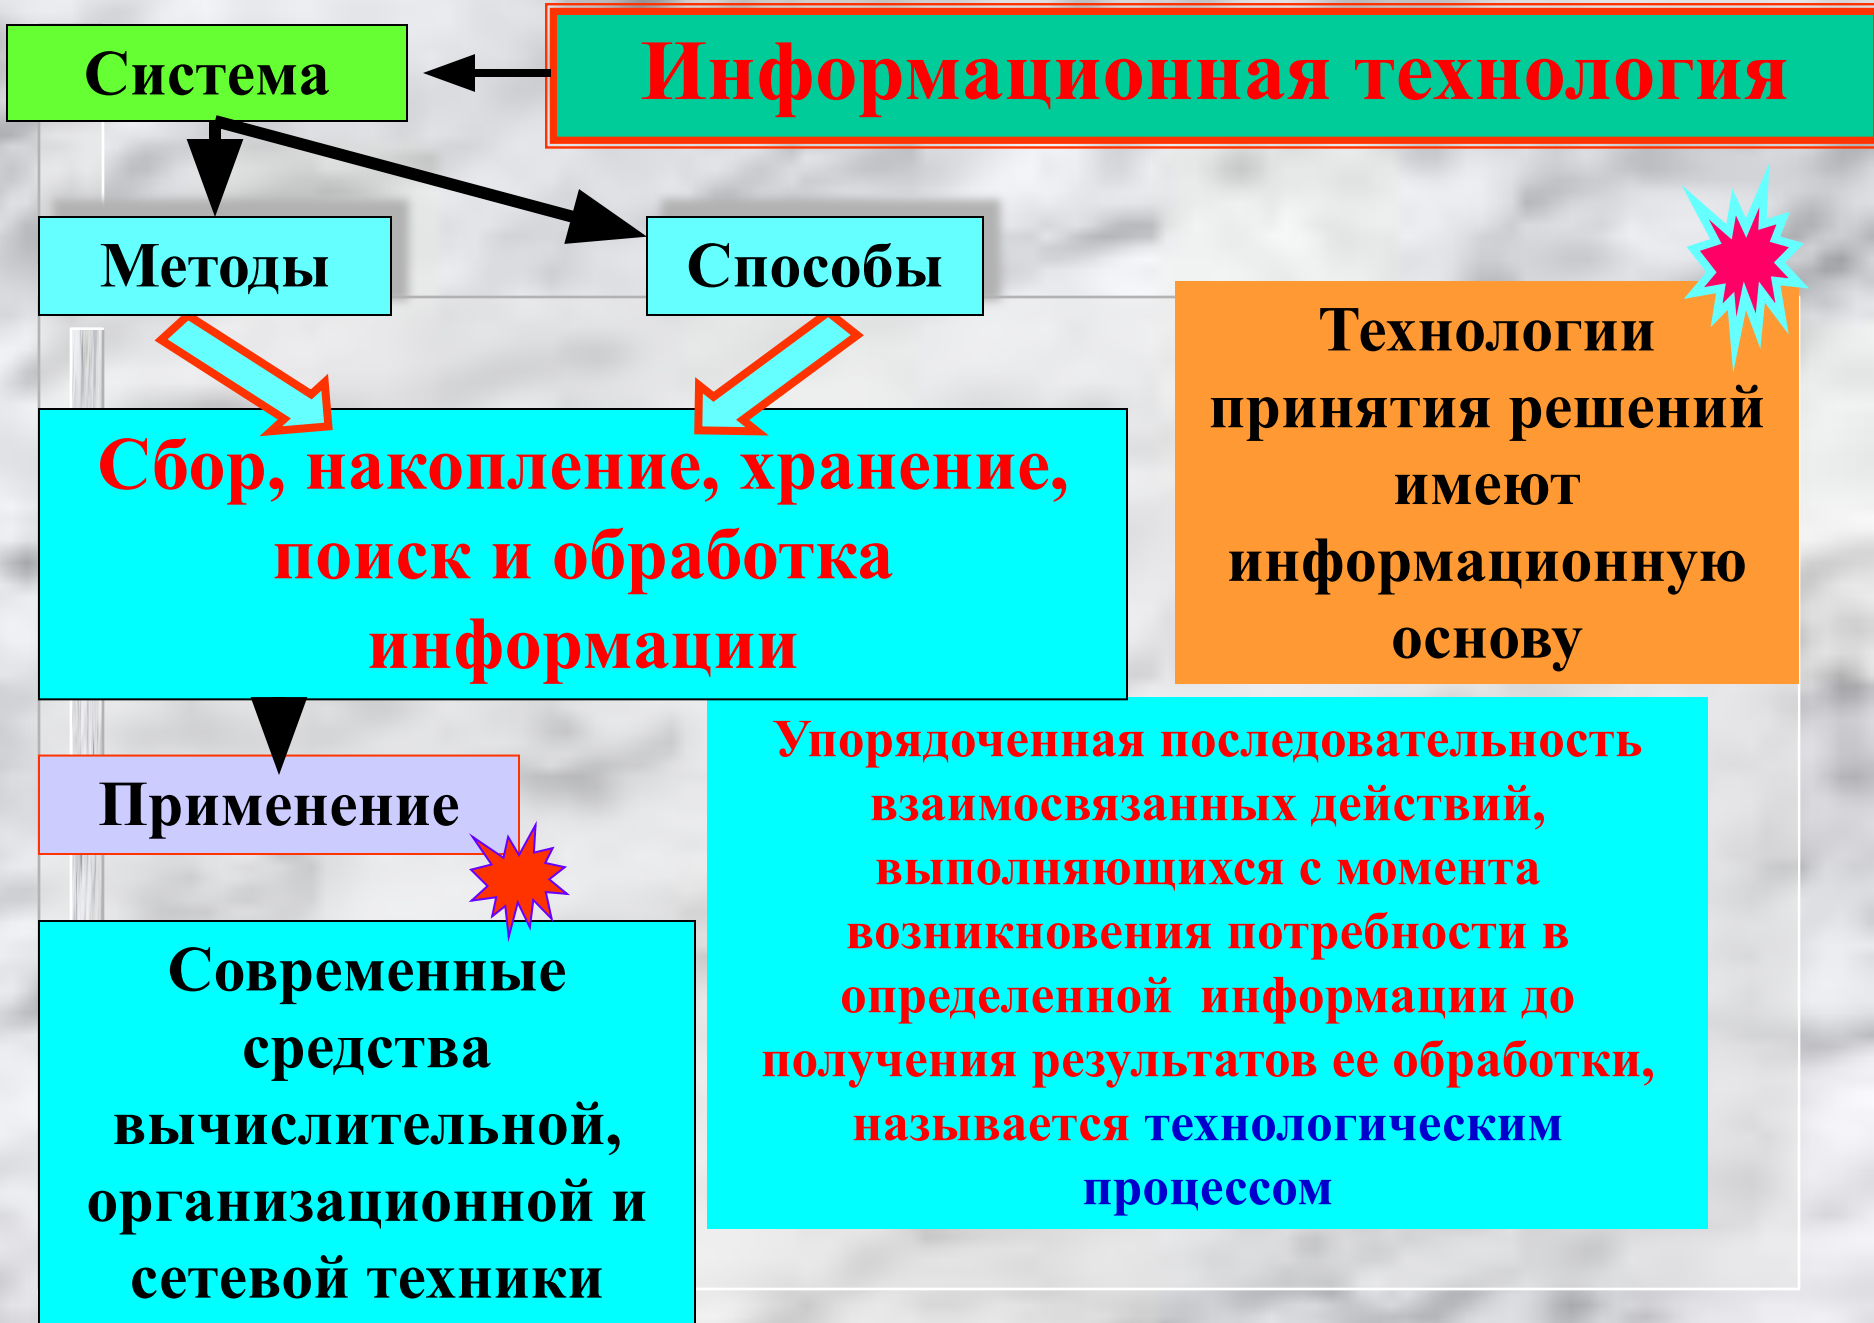 Система
Информационная технология
Методы
Способы
Технологии
принятия решений
имеют
информационную
основу
Сбор, накопление, хранение,
поиск и обработка
информации
Применение
Упорядоченная последовательность
взаимосвязанных действий,
выполняющихся с момента
возникновения потребности в
определенной информации до
получения результатов ее обработки,
называется технологическим
процессом
Современные
средства
вычислительной,
организационной и
сетевой техники